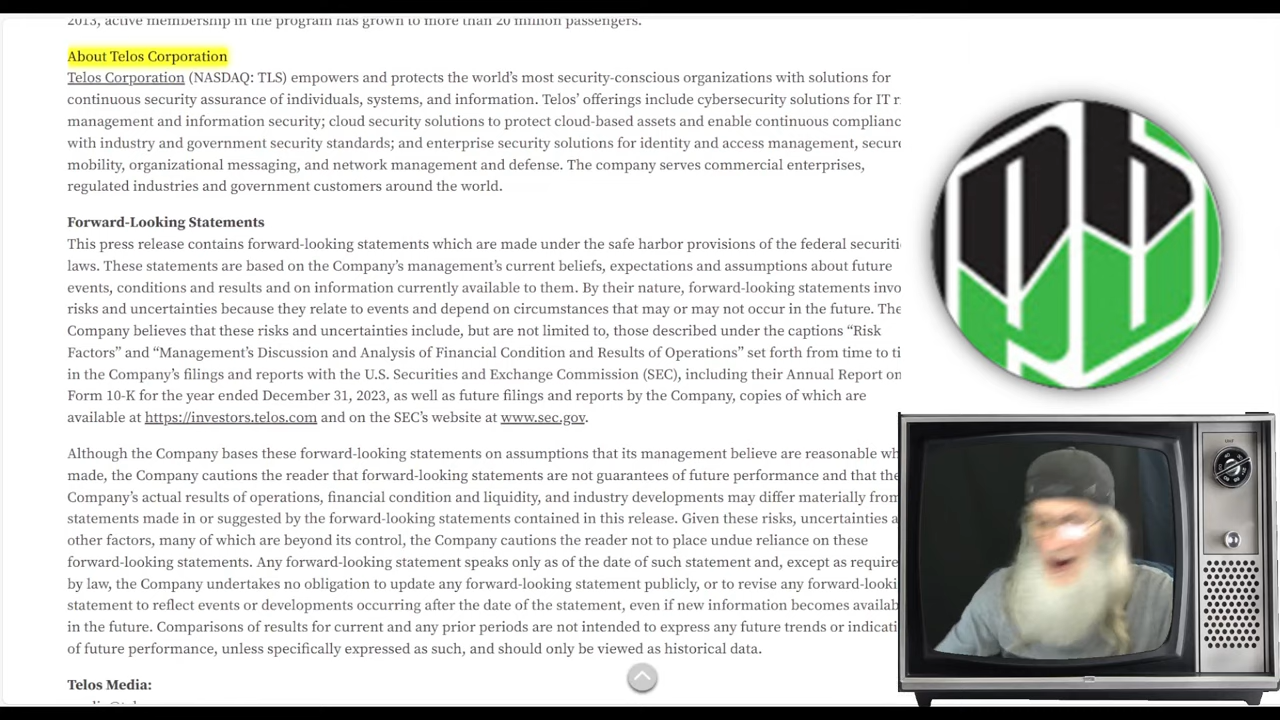 2013, active membership in the program has grown to more than 20 million passengers.
About Telos Corporation
Telos Corporation (NASDAQ: TLS) empowers and protects the world's most security-conscious organizations with solutions for
continuous security assurance of individuals, systems, and information. Telos' offerings include cybersecurity solutions for IT r
management and information security; cloud security solutions to protect cloud-based assets and enable continuous complianc
with industry and government security standards; and enterprise security solutions for identity and access management, secure
mobility, organizational messaging, and network management and defense. The company serves commercial enterprises,
regulated industries and government customers around the world.
Forward-Looking Statements
This press release contains forward-looking statements which are made under the safe harbor provisions of the federal securiti
laws. These statements are based on the Company's management's current beliefs, expectations and assumptions about future
events, conditions and results and on information currently available to them. By their nature, forward-looking statements invo
risks and uncertainties because they relate to events and depend on circumstances that may or may not occur in the future. The
Company believes that these risks and uncertainties include, but are not limited to, those described under the captions “Risk
Factors” and “Management's Discussion and Analysis of Financial Condition and Results of Operations” set forth from time to ti
in the Company's filings and reports with the U.S. Securities and Exchange Commission (SEC), including their Annual Report on
Form 10-K for the year ended December 31, 2023, as well as future filings and reports by the Company, copies of which are
available at https://investors.telos.com and on the SEC's website at www.sec.gov.
Although the Company bases these forward-looking statements on assumptions that its management believe are reasonable wh
made, the Company cautions the reader that forward-looking statements are not guarantees of future performance and that the
Company's actual results of operations, financial condition and liquidity, and industry developments may differ materially from
statements made in or suggested by the forward-looking statements contained in this release. Given these risks, uncertainties a
other factors, many of which are beyond its control, the Company cautions the reader not to place undue reliance on these
forward-looking statements. Any forward-looking statement speaks only as of the date of such statement and, except as require
by law, the Company undertakes no obligation to update any forward-looking statement publicly, or to revise any forward-looki
statement to reflect events or developments occurring after the date of the statement, even if new information becomes availab
in the future. Comparisons of results for current and any prior periods are not intended to express any future trends or indicati
of future performance, unless specifically expressed as such, and should only be viewed as historical data.
Telos Media: